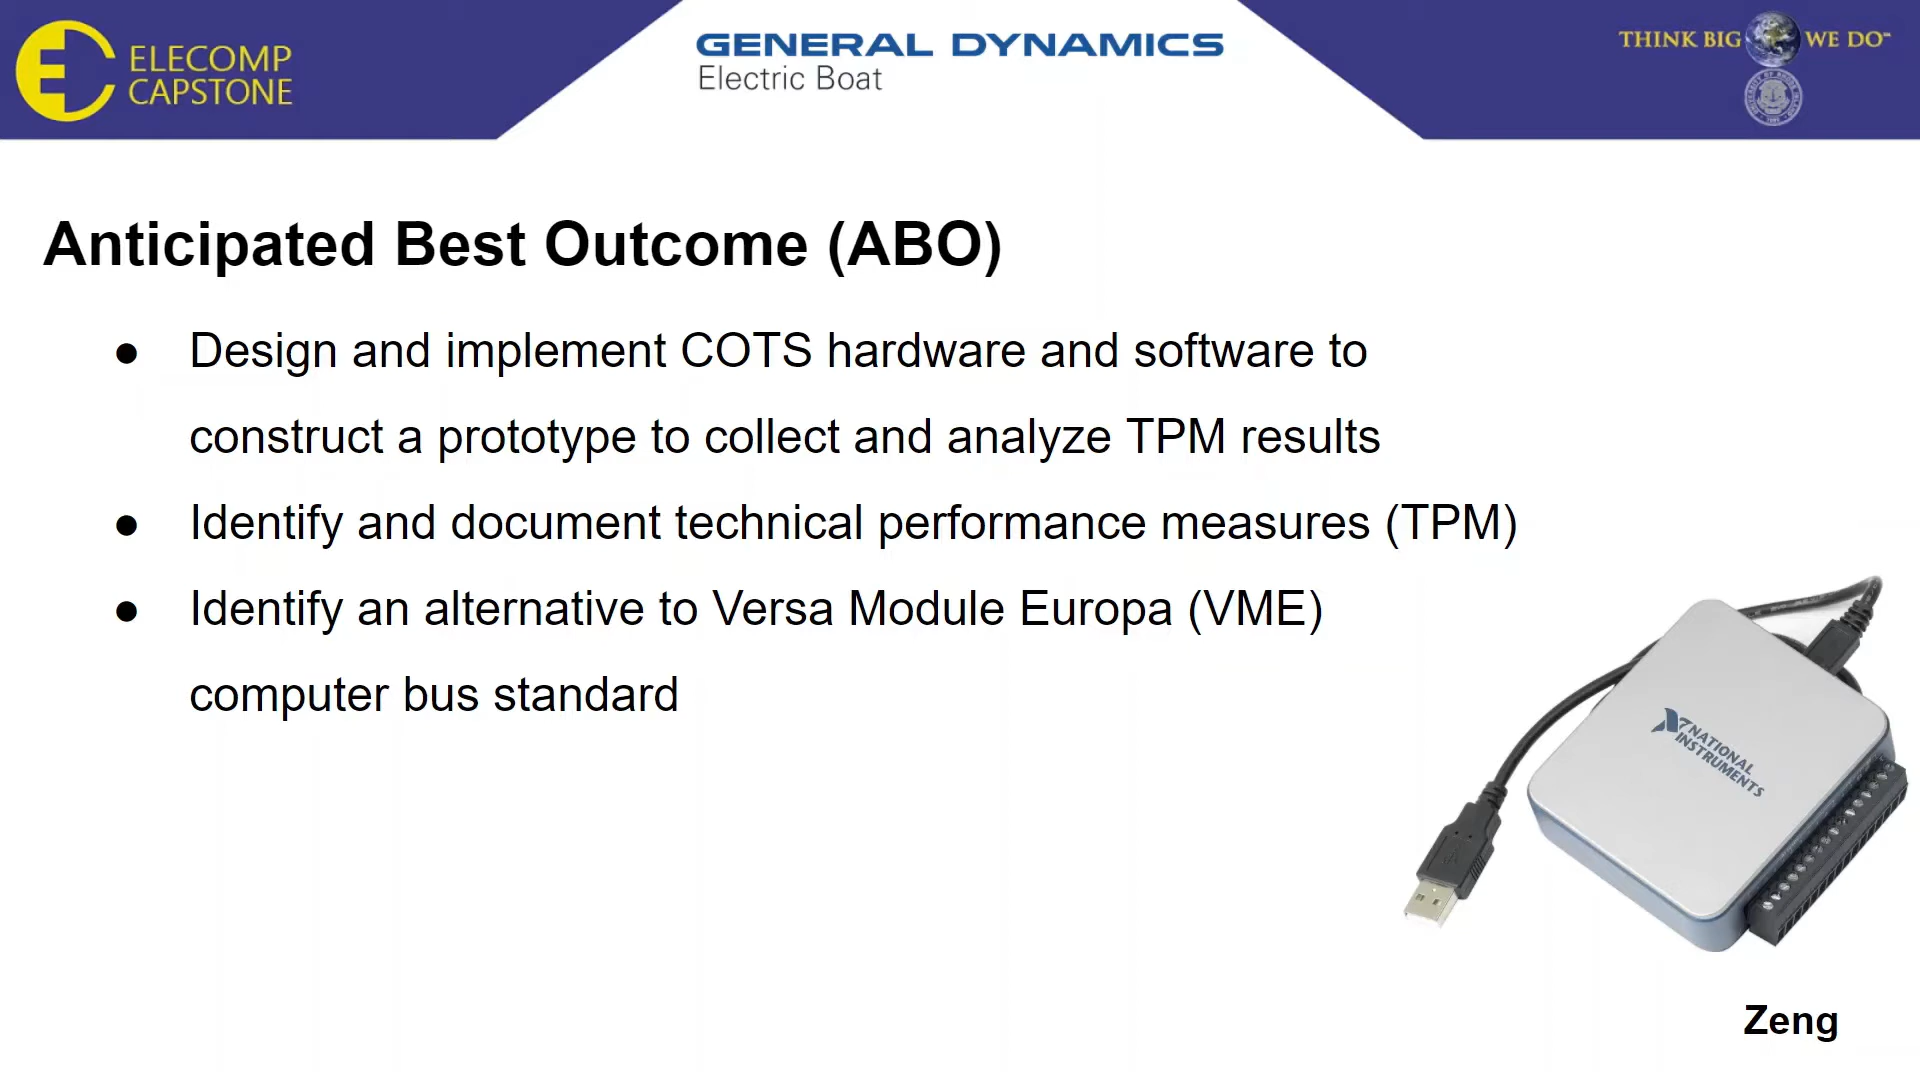 ELECOMP
CAPSTONE
GENERAL DYNAMICS
Electric Boat
THINK BIG WE DO™
Anticipated Best Outcome (ABO)
● Design and implement COTS hardware and software to
construct a prototype to collect and analyze TPM results
● Identify and document technical performance measures (TPM)
● Identify an alternative to Versa Module Europa (VME)
computer bus standard
NATIONAL
INSTRUMENTS
Zeng